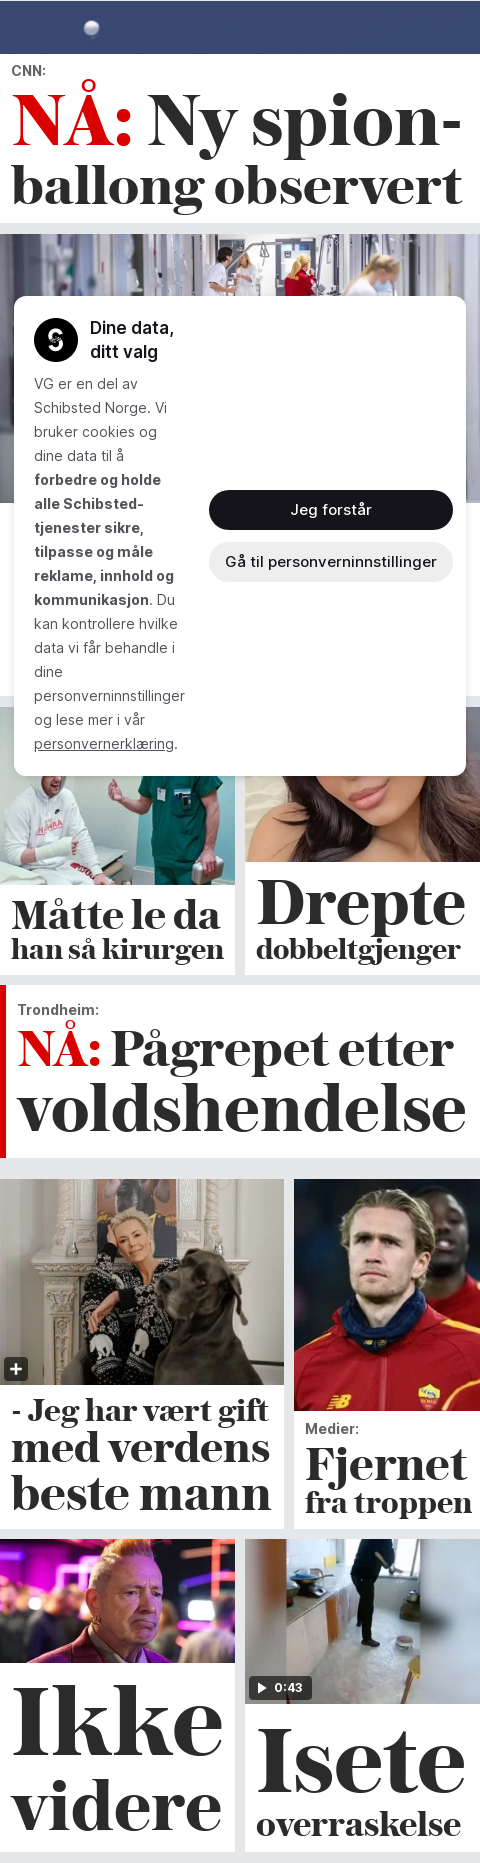 CNN:
NÅ: Ny spion-
ballong observert
Dine data,
ditt valg
VG er en del av
Schibsted Norge. Vi
bruker cookies og
dine data til å
forbedre og holde
alle Schibsted-
tjenester sikre,
tilpasse og måle
reklame, innhold og
kommunikasjon. Du
kan kontrollere hvilke
data vi får behandle i
dine
personverninnstillinger
og lese mer i vår
personvernerklæring.
Jeg forstår
Gå til personverninnstillinger
Måtte le da
han så kirurgen
Drepte
dobbeltgjenger
Trondheim:
NÅ: Pågrepet etter
voldshendelse
- Jeg har vært gift
med verdens
beste mann
Medier:
Fjernet
fra troppen
Ikke
videre
0:43
Isete
overraskelse